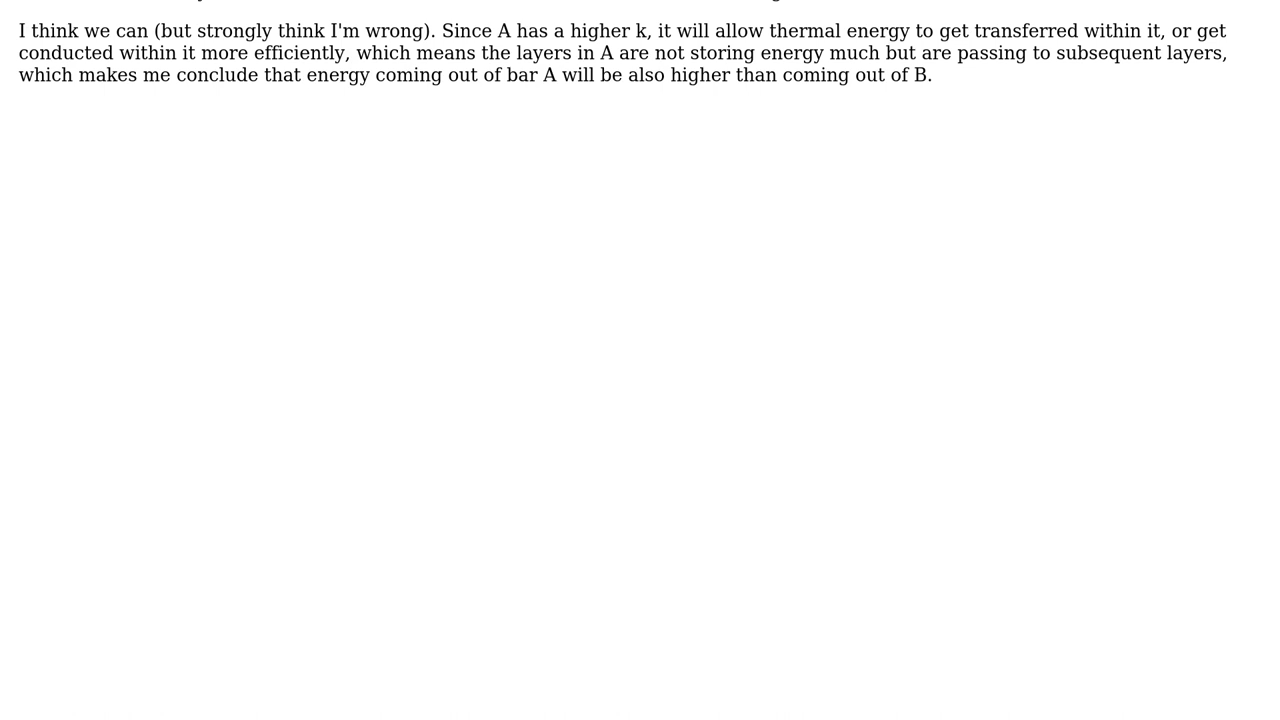 I think we can (but strongly think I'm wrong). Since A has a higher k, it will allow thermal energy to get transferred within it, or get
conducted within it more efficiently, which means the layers in A are not storing energy much but are passing to subsequent layers,
which makes me conclude that energy coming out of bar A will be also higher than coming out of B.